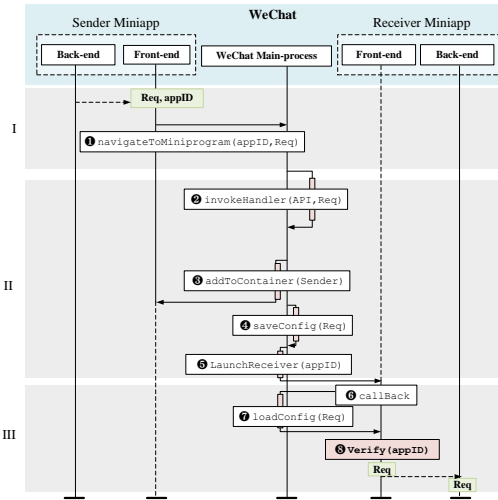 WeChat
Sender Miniapp
Receiver Miniapp
Back-end
Front-end
WeChat Main-process
Front-end
Back-end
Req, appID
I
❶ navigateToMiniprogram(appID,Req)
❷ invokeHandler(API,Req)
II
❸ addToContainer(Sender)
❹ saveConfig(Req)
❺ LaunchReceiver(appID)
❻ callBack
❼ loadConfig(Req)
III
❽ Verify(appID)
Req
Req